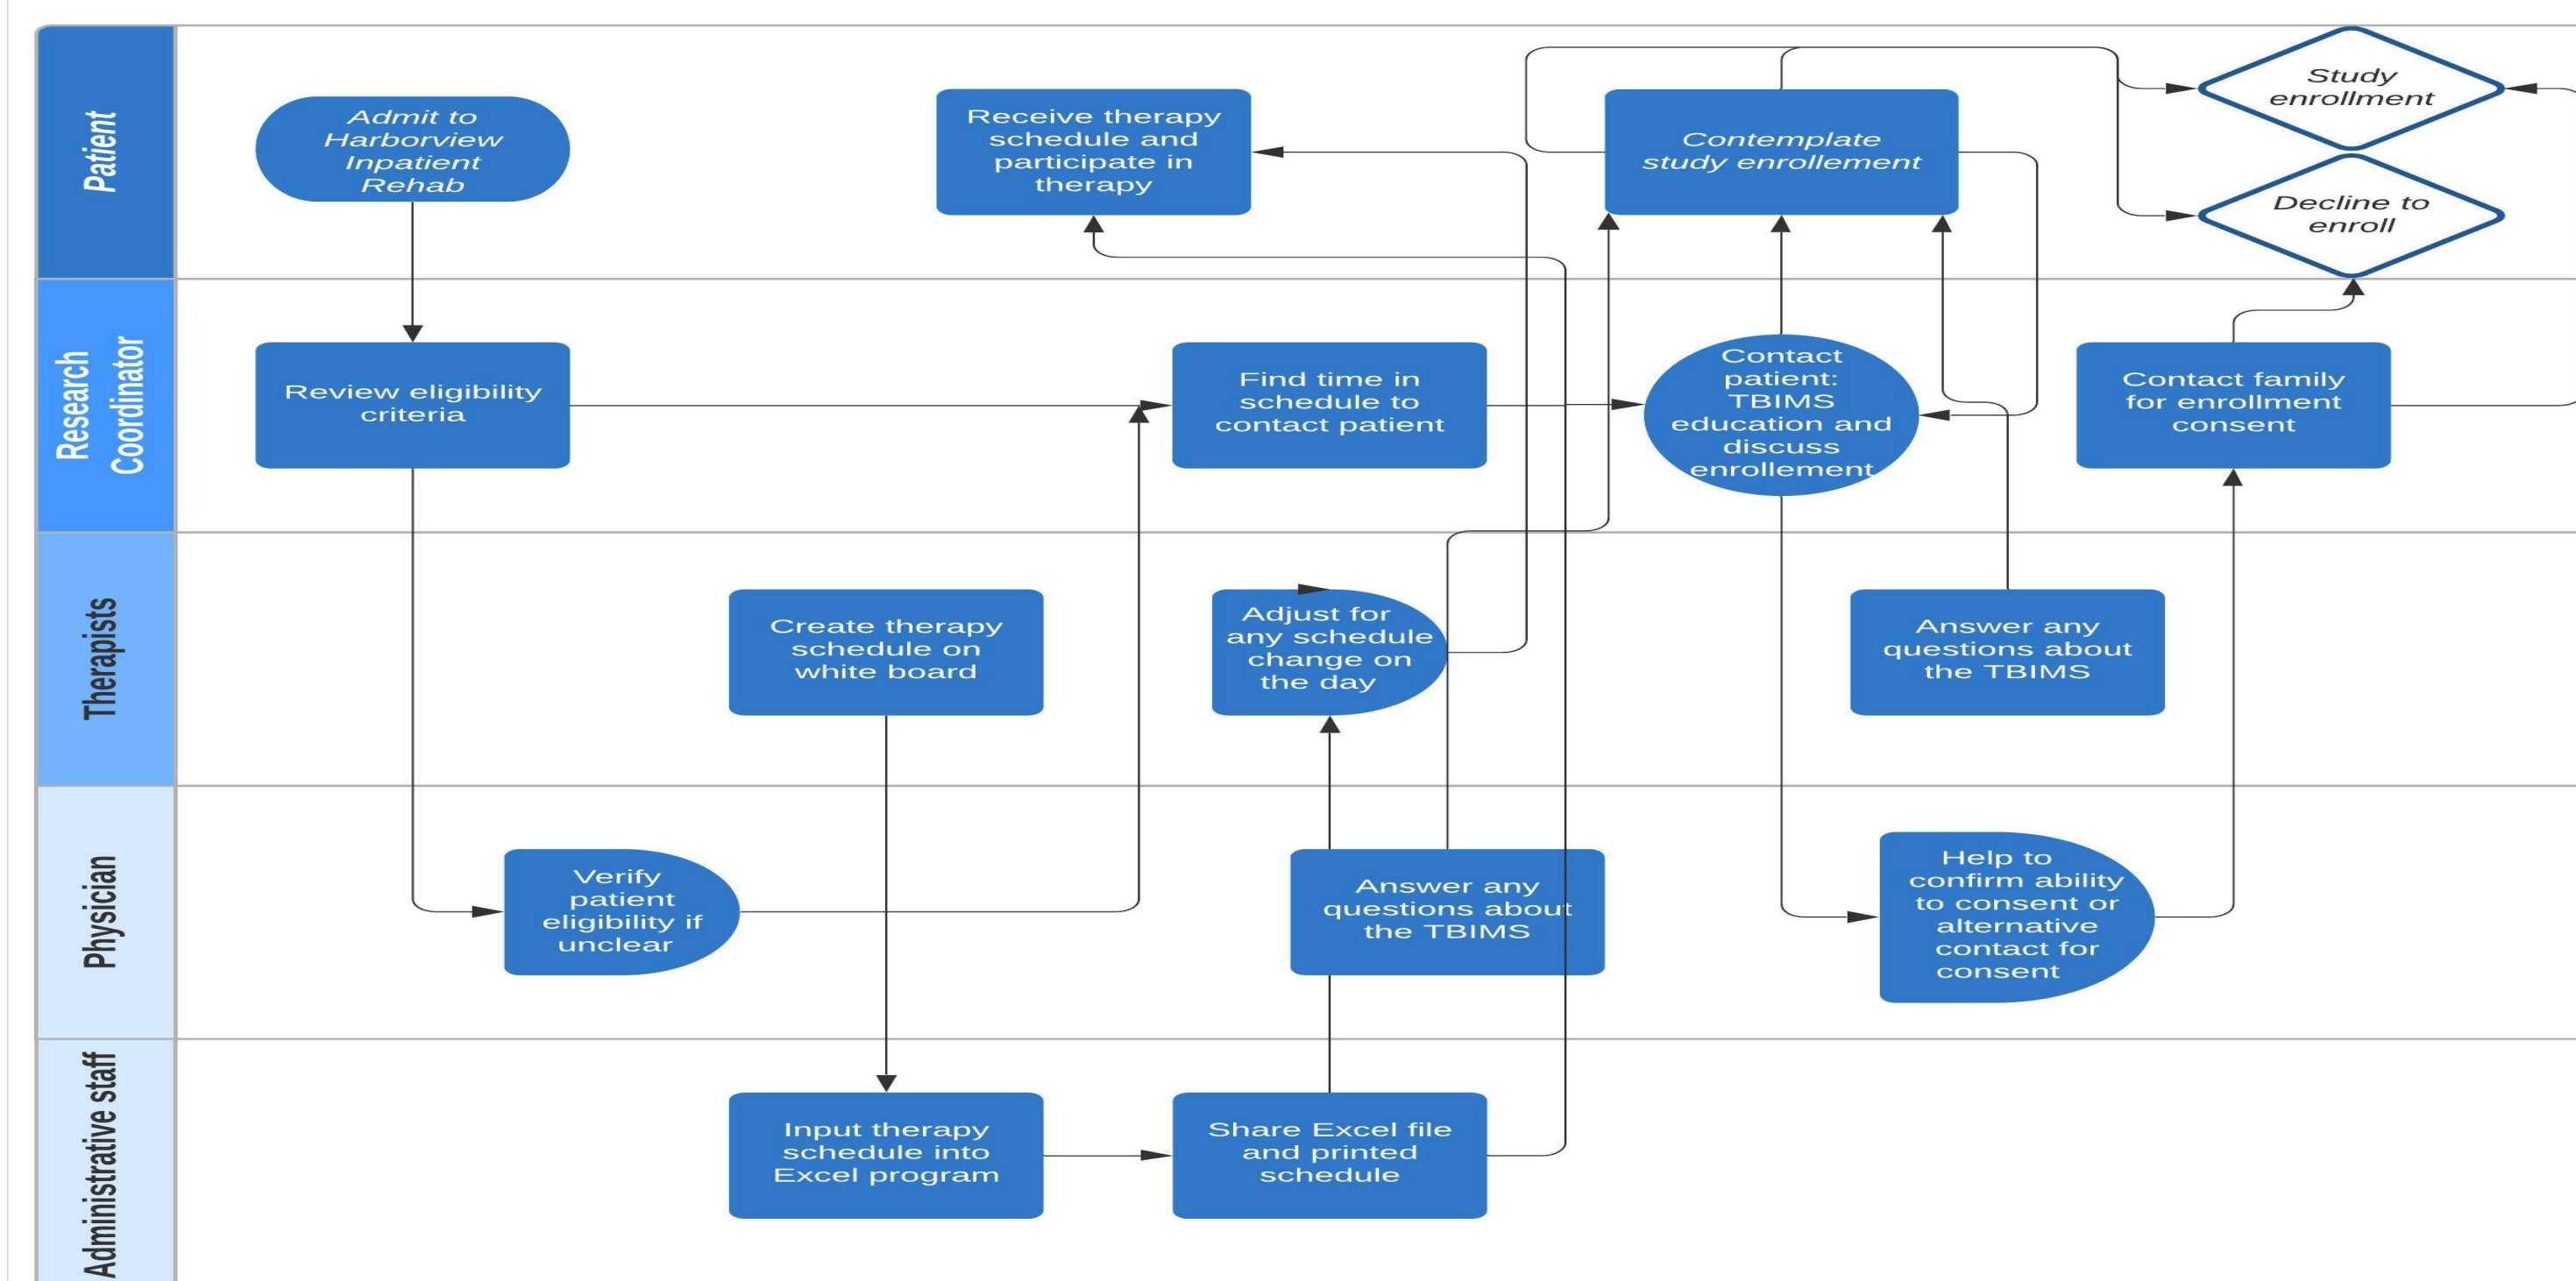 Patient
Admit to
Harborview
Inpatient
Rehab
Receive therapy
schedule and
participate in
therapy
Contemplate
study enrollement
Study
enrollment
Decline to
enroll
Research
Coordinator
Review eligibility
criteria
Find time in
schedule to
contact patient
Contact
patient:
TBIMS
education and
discuss
enrollement
Contact family
for enrollment
consent
Therapists
Create therapy
schedule on
white board
Adjust for
any schedule
change on
the day
Answer any
questions about
the TBIMS
Physician
Verify
patient
eligibility if
unclear
Answer any
questions about
the TBIMS
Help to
confirm ability
to consent or
alternative
contact for
consent
Administrative staff
Input therapy
schedule into
Excel program
Share Excel file
and printed
schedule